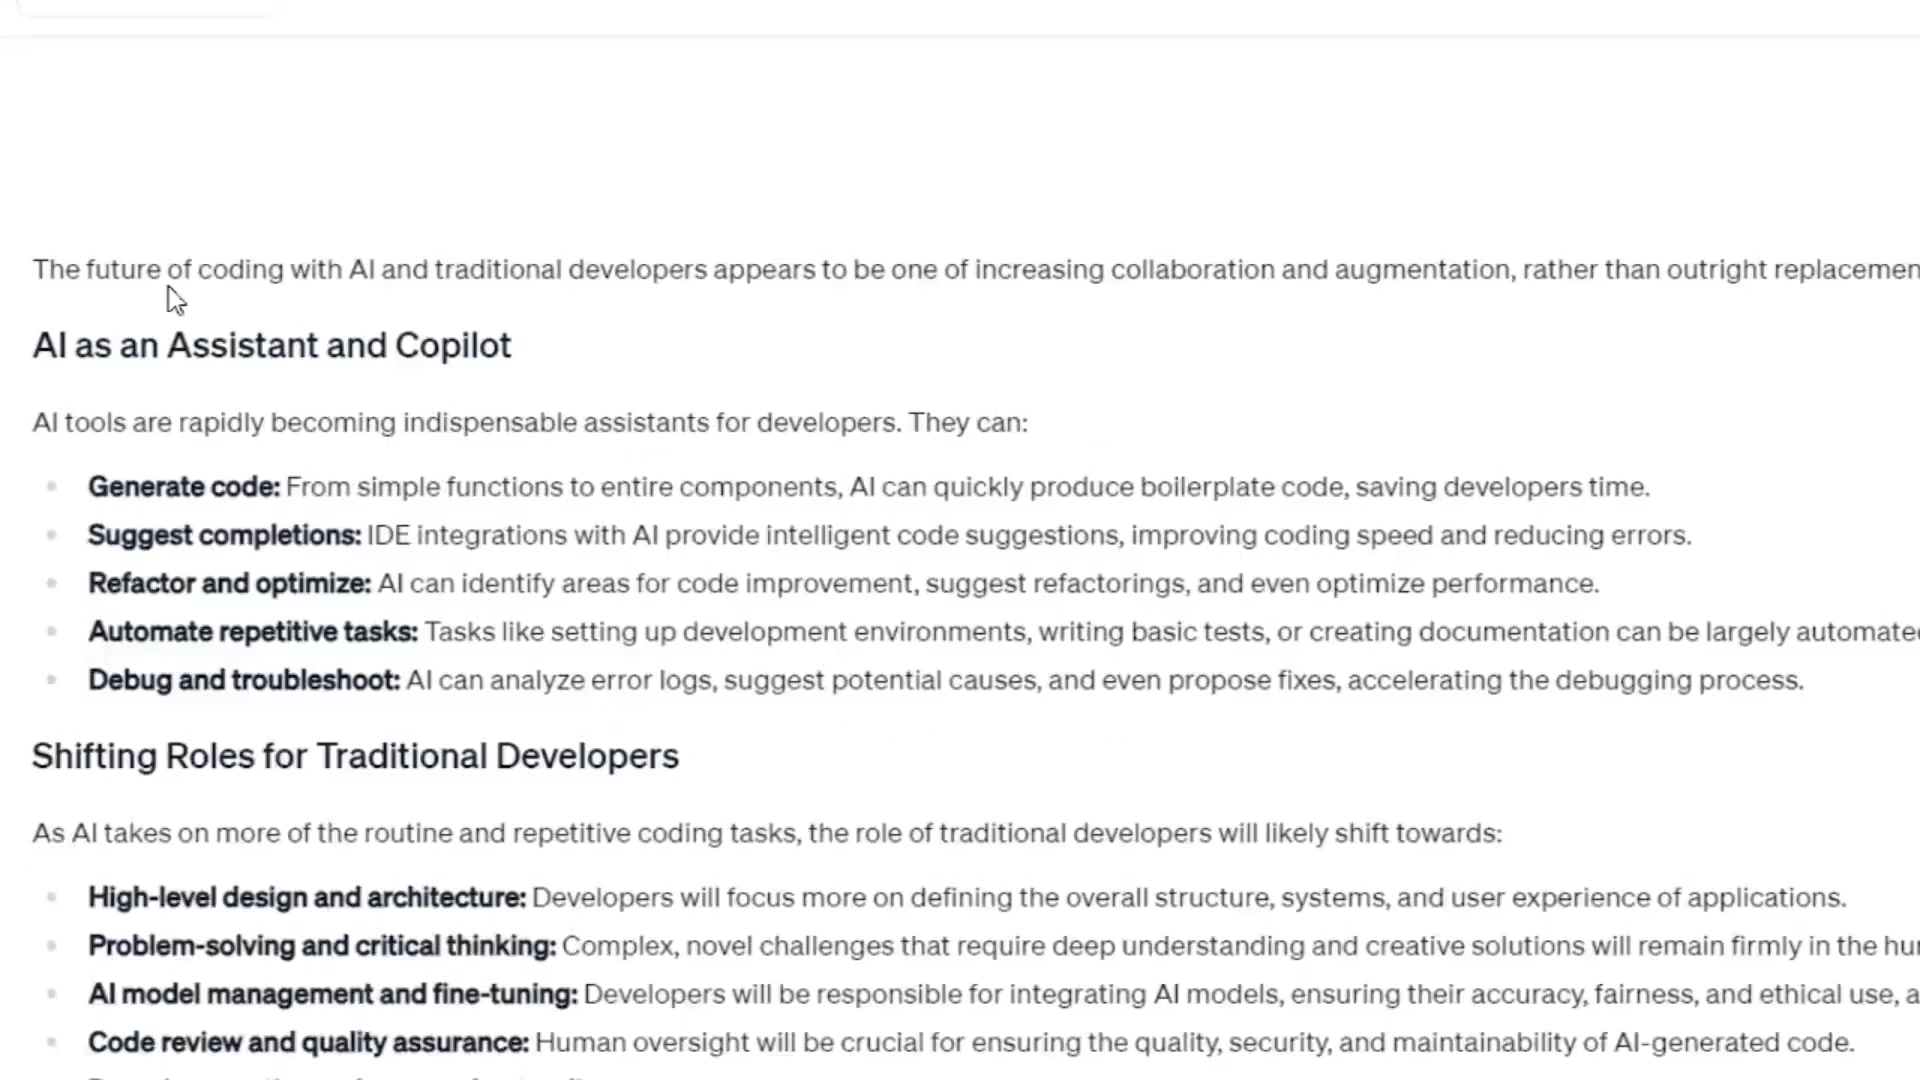 The future of coding with AI and traditional developers appears to be one of increasing collaboration and augmentation, rather than outright replacemen
AI as an Assistant and Copilot
AI tools are rapidly becoming indispensable assistants for developers. They can:
Generate code: From simple functions to entire components, AI can quickly produce boilerplate code, saving developers time.
Suggest completions: IDE integrations with AI provide intelligent code suggestions, improving coding speed and reducing errors.
Refactor and optimize: AI can identify areas for code improvement, suggest refactorings, and even optimize performance.
Automate repetitive tasks: Tasks like setting up development environments, writing basic tests, or creating documentation can be largely automated
Debug and troubleshoot: AI can analyze error logs, suggest potential causes, and even propose fixes, accelerating the debugging process.
Shifting Roles for Traditional Developers
As AI takes on more of the routine and repetitive coding tasks, the role of traditional developers will likely shift towards:
High-level design and architecture: Developers will focus more on defining the overall structure, systems, and user experience of applications.
Problem-solving and critical thinking: Complex, novel challenges that require deep understanding and creative solutions will remain firmly in the hu
AI model management and fine-tuning: Developers will be responsible for integrating AI models, ensuring their accuracy, fairness, and ethical use, a
Code review and quality assurance: Human oversight will be crucial for ensuring the quality, security, and maintainability of AI-generated code.